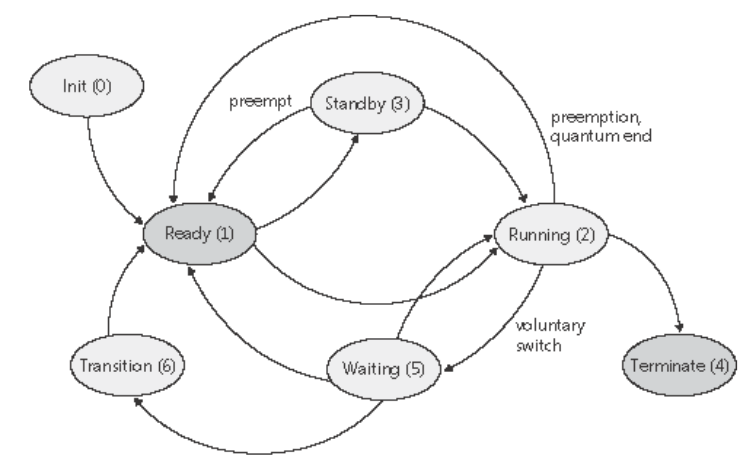 Init (0)
preempt
Standby (3)
preemption,
quantum end
Ready (1)
Running (2)
voluntary
switch
Transition (6)
Waiting (5)
Terminate (4)